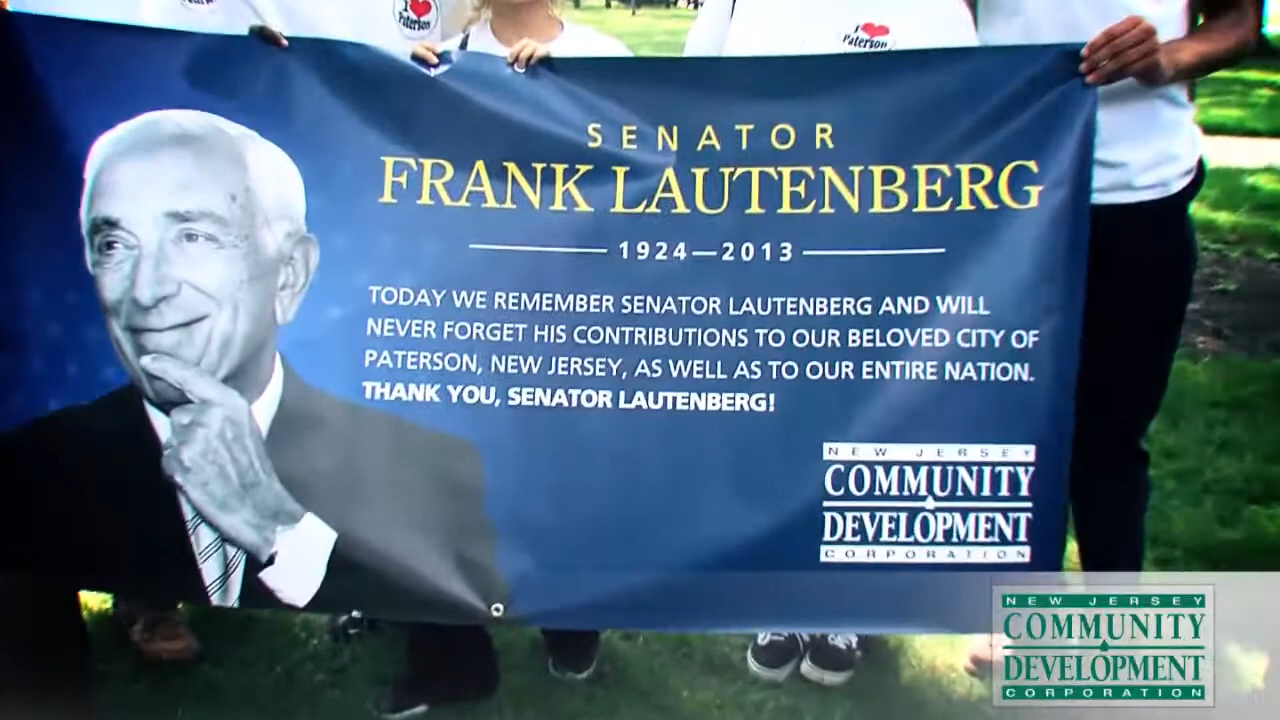 I ❤ Paterson
I ❤ Paterson
SENATOR
FRANK LAUTENBERG
1924—2013
TODAY WE REMEMBER SENATOR LAUTENBERG AND WILL
NEVER FORGET HIS CONTRIBUTIONS TO OUR BELOVED CITY OF
PATERSON, NEW JERSEY, AS WELL AS TO OUR ENTIRE NATION.
THANK YOU, SENATOR LAUTENBERG!
NEW JERSEY
COMMUNITY
DEVELOPMENT
CORPORATION
NEW JERSEY
COMMUNITY
DEVELOPMENT
CORPORATION